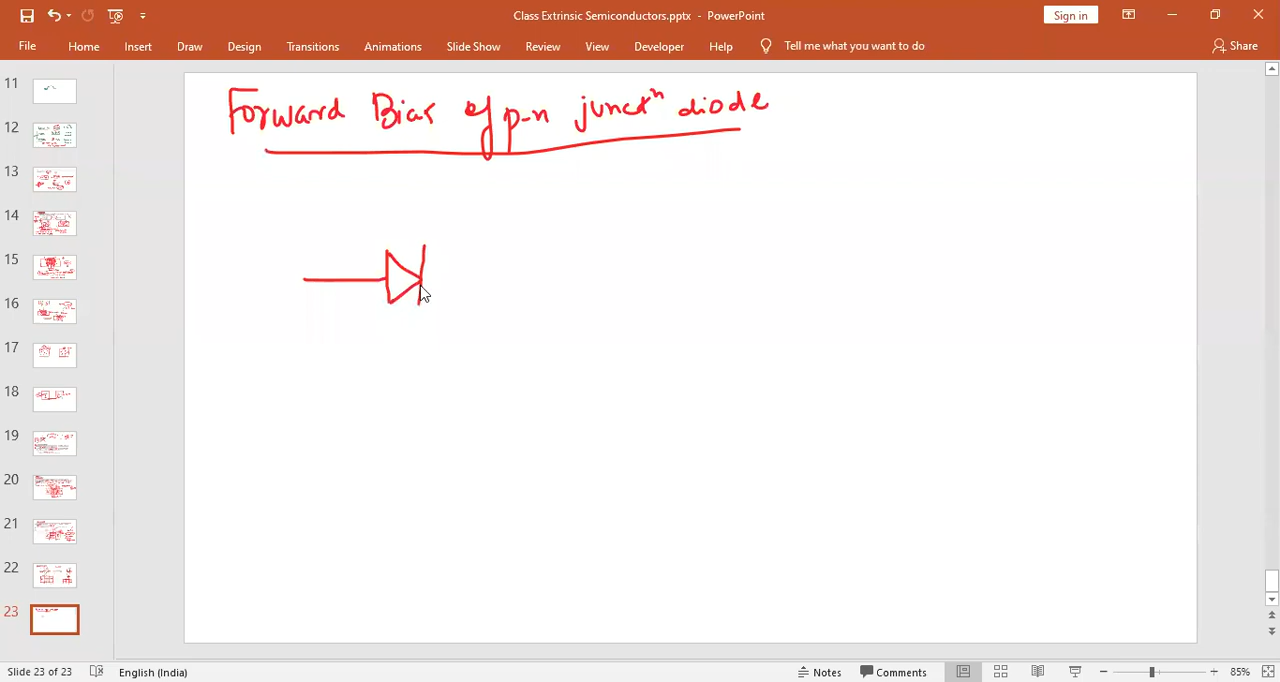 Class Extrinsic Semiconductors.pptx - PowerPoint
Sign in
File Home Insert Draw Design Transitions Animations Slide Show Review View Developer Help Tell me what you want to do Share
11
12
13
14
15
16
17
18
19
20
21
22
23
Forward Bias of p-n junctⁿ diode
Slide 23 of 23 English (India) Notes Comments 85%